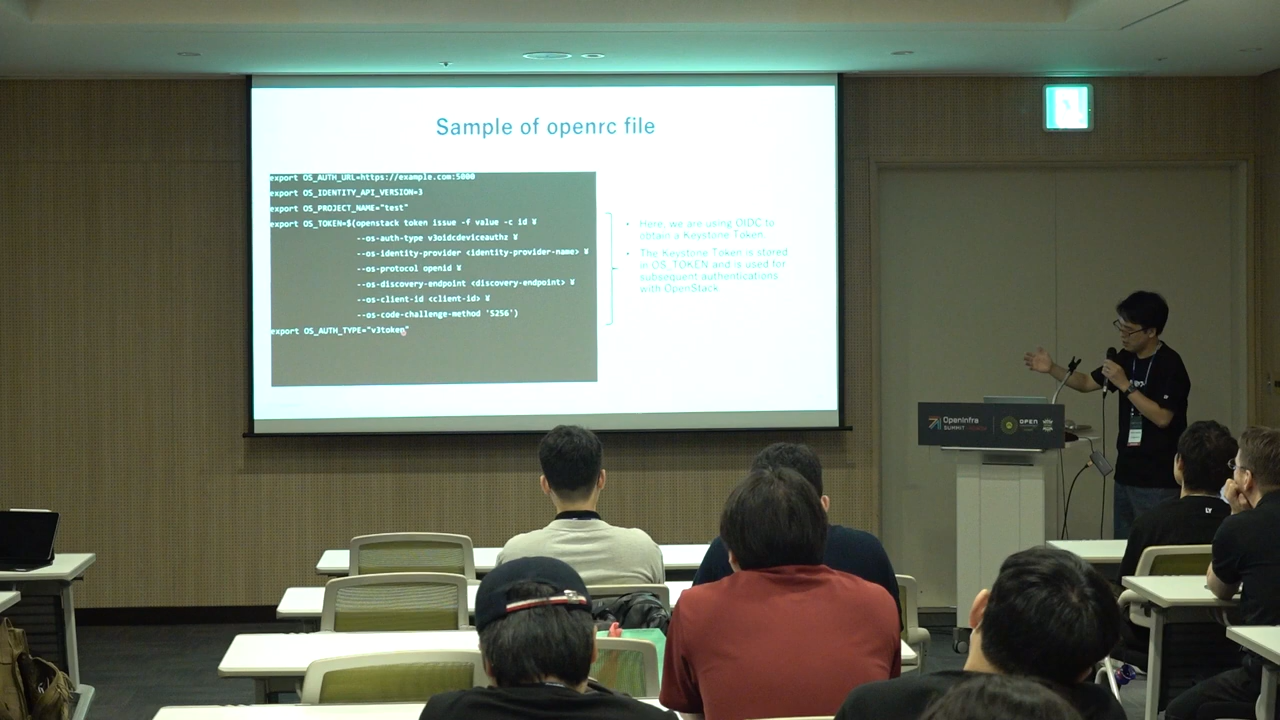 Sample of openrc file
export OS_AUTH_URL=https://example.com:5000
export OS_IDENTITY_API_VERSION=3
export OS_PROJECT_NAME="test"
export OS_TOKEN=$(openstack token issue -f value -c id ¥
--os-auth-type v3oidcdeviceauthz ¥
--os-identity-provider <identity-provider-name> ¥
--os-protocol openid ¥
--os-discovery-endpoint <discovery-endpoint> ¥
--os-client-id <client-id> ¥
--os-code-challenge-method 'S256')
export OS_AUTH_TYPE="v3token"
• Here, we are using OIDC to
obtain a Keystone Token.
• The Keystone Token is stored
in OS_TOKEN and is used for
subsequent authentications
with OpenStack
OpenInfra
SUMMIT
OPEN
LY